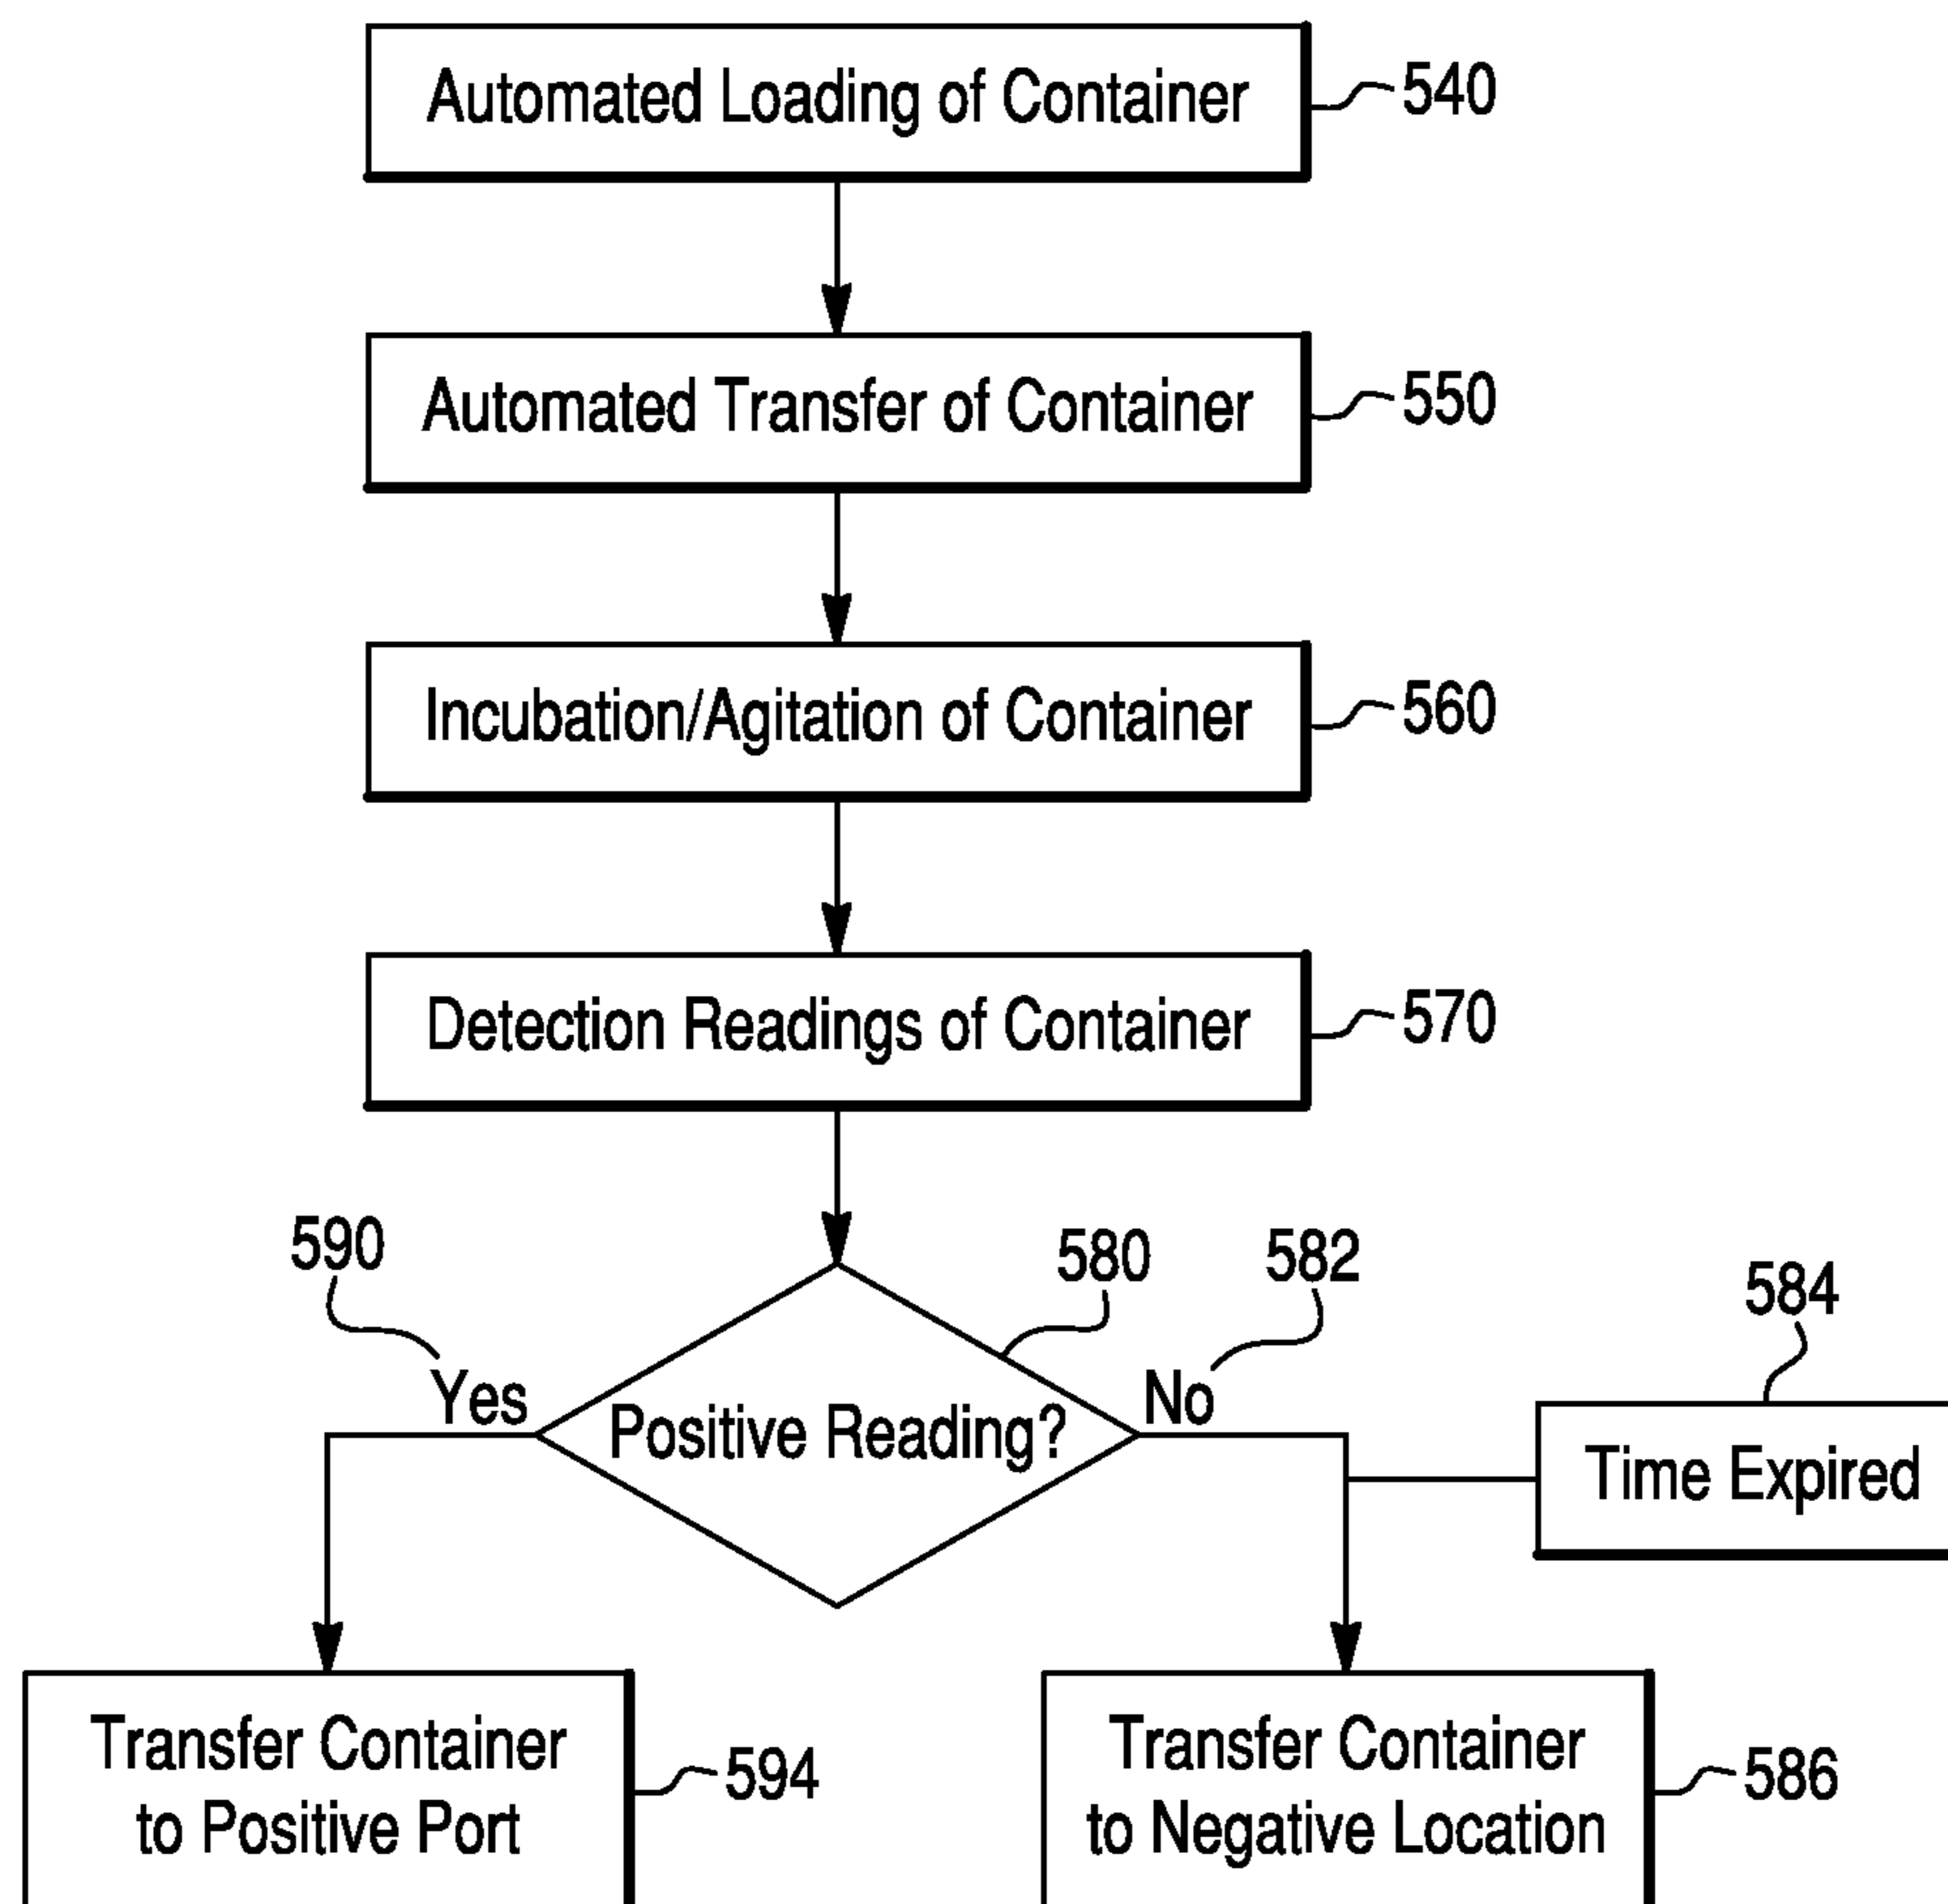 Automated Loading of Container
540
Automated Transfer of Container
550
Incubation/Agitation of Container
560
Detection Readings of Container
570
590
580
582
584
Yes
Positive Reading?
No
Time Expired
Transfer Container
to Positive Port
594
Transfer Container
to Negative Location
586